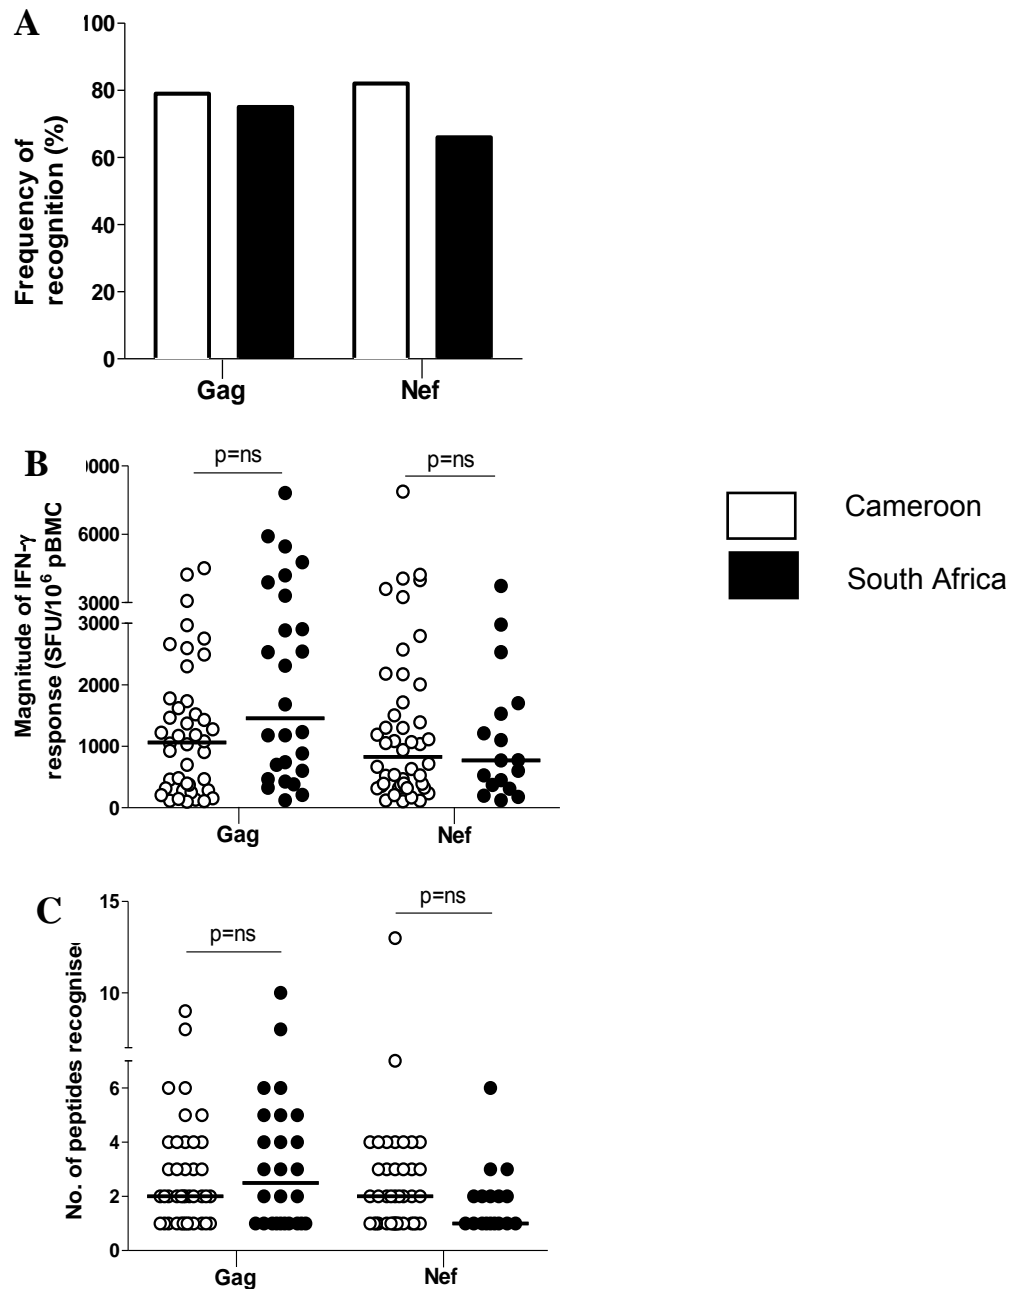 A
100
80
60
40
20
0
Frequency of
recognition (%)
Gag
Nef
B
p=ns
p=ns
0000
6000
3000
3000
2000
1000
0
Magnitude of IFN-γ
response (SFU/10⁶ pBMC
Gag
Nef
Cameroon
South Africa
C
p=ns
p=ns
15
10
6
4
2
0
No. of peptides recognise
Gag
Nef